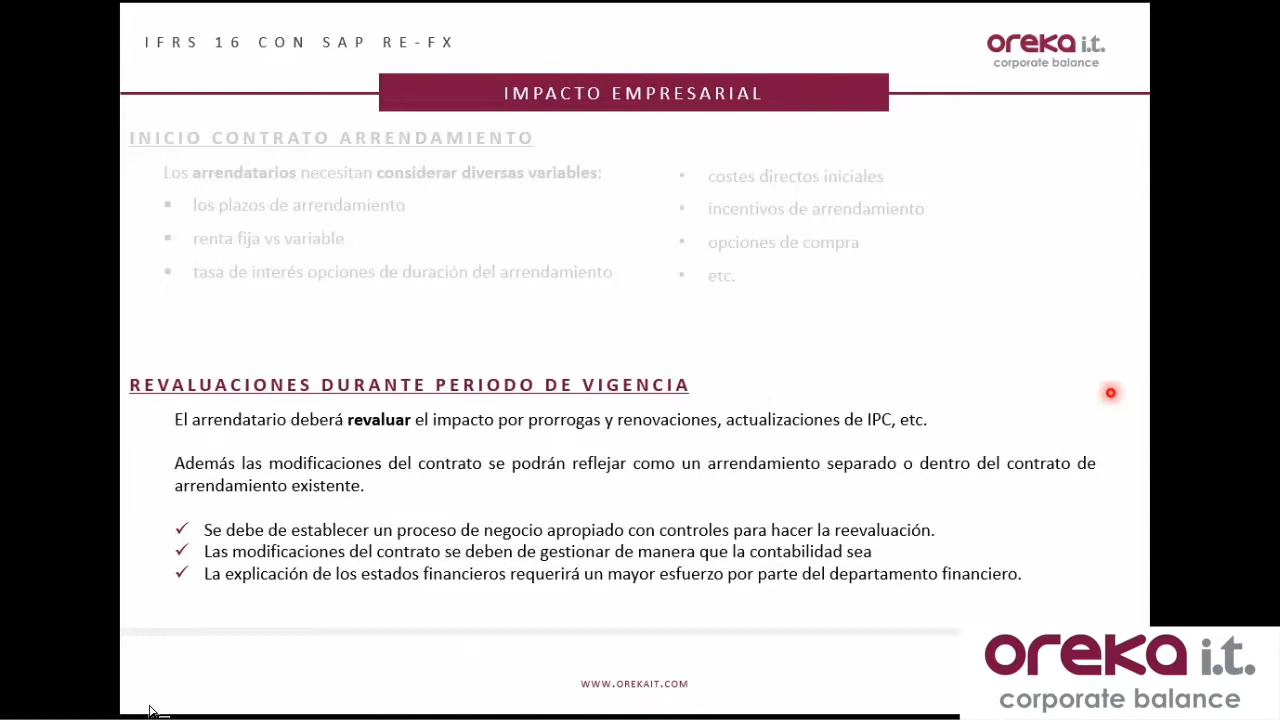 IFRS 16 CON SAP RE-FX
oreka i.t.
corporate balance
IMPACTO EMPRESARIAL
INICIO CONTRATO ARRENDAMIENTO
Los arrendatarios necesitan considerar diversas variables:
▪ los plazos de arrendamiento
▪ renta fija vs variable
▪ tasa de interés opciones de duración del arrendamiento
• costes directos iniciales
• incentivos de arrendamiento
• opciones de compra
• etc.
REVALUACIONES DURANTE PERIODO DE VIGENCIA
El arrendatario deberá revaluar el impacto por prorrogas y renovaciones, actualizaciones de IPC, etc.
Además las modificaciones del contrato se podrán reflejar como un arrendamiento separado o dentro del contrato de
arrendamiento existente.
✓ Se debe de establecer un proceso de negocio apropiado con controles para hacer la reevaluación.
✓ Las modificaciones del contrato se deben de gestionar de manera que la contabilidad sea
✓ La explicación de los estados financieros requerirá un mayor esfuerzo por parte del departamento financiero.
WWW.OREKAIT.COM
oreka i.t.
corporate balance